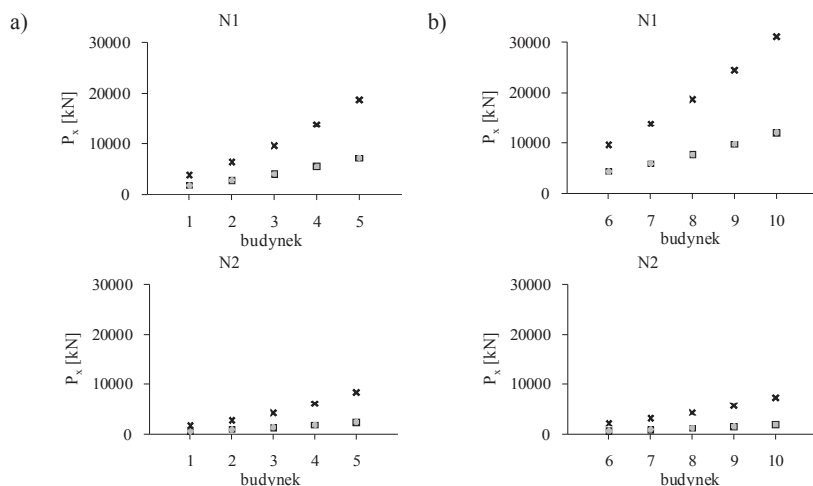 a)
N1
30000
20000
10000
0
P_x [kN]
1 2 3 4 5
budynek
N2
30000
20000
10000
0
P_x [kN]
1 2 3 4 5
budynek
b)
N1
30000
20000
10000
0
P_x [kN]
6 7 8 9 10
budynek
N2
30000
20000
10000
0
P_x [kN]
6 7 8 9 10
budynek